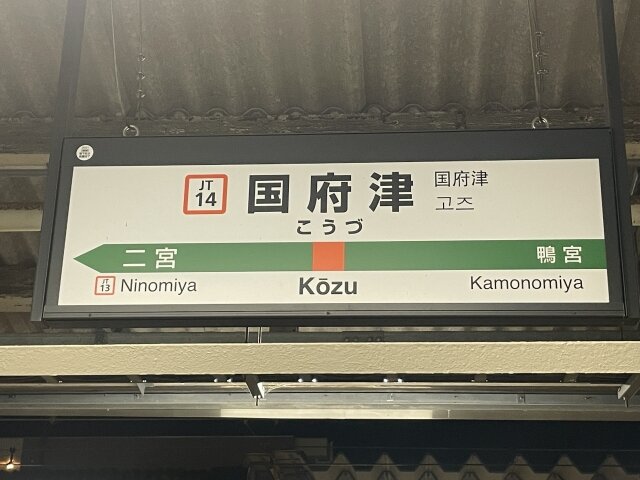 JT
14
国府津
国府津
고즈
こうづ
二宮
鴨宮
JT
13
Ninomiya
Kōzu
Kamonomiya